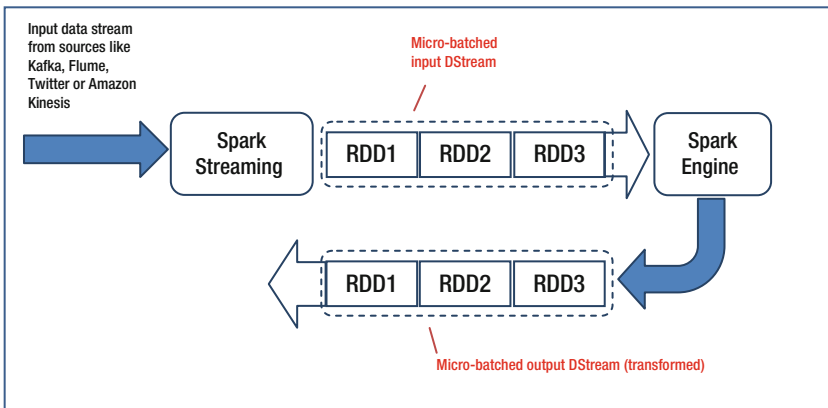 Input data stream
from sources like
Kafka, Flume,
Twitter or Amazon
Kinesis
Micro-batched
input DStream
Spark
Streaming
RDD1 RDD2 RDD3
Spark
Engine
RDD1 RDD2 RDD3
Micro-batched output DStream (transformed)